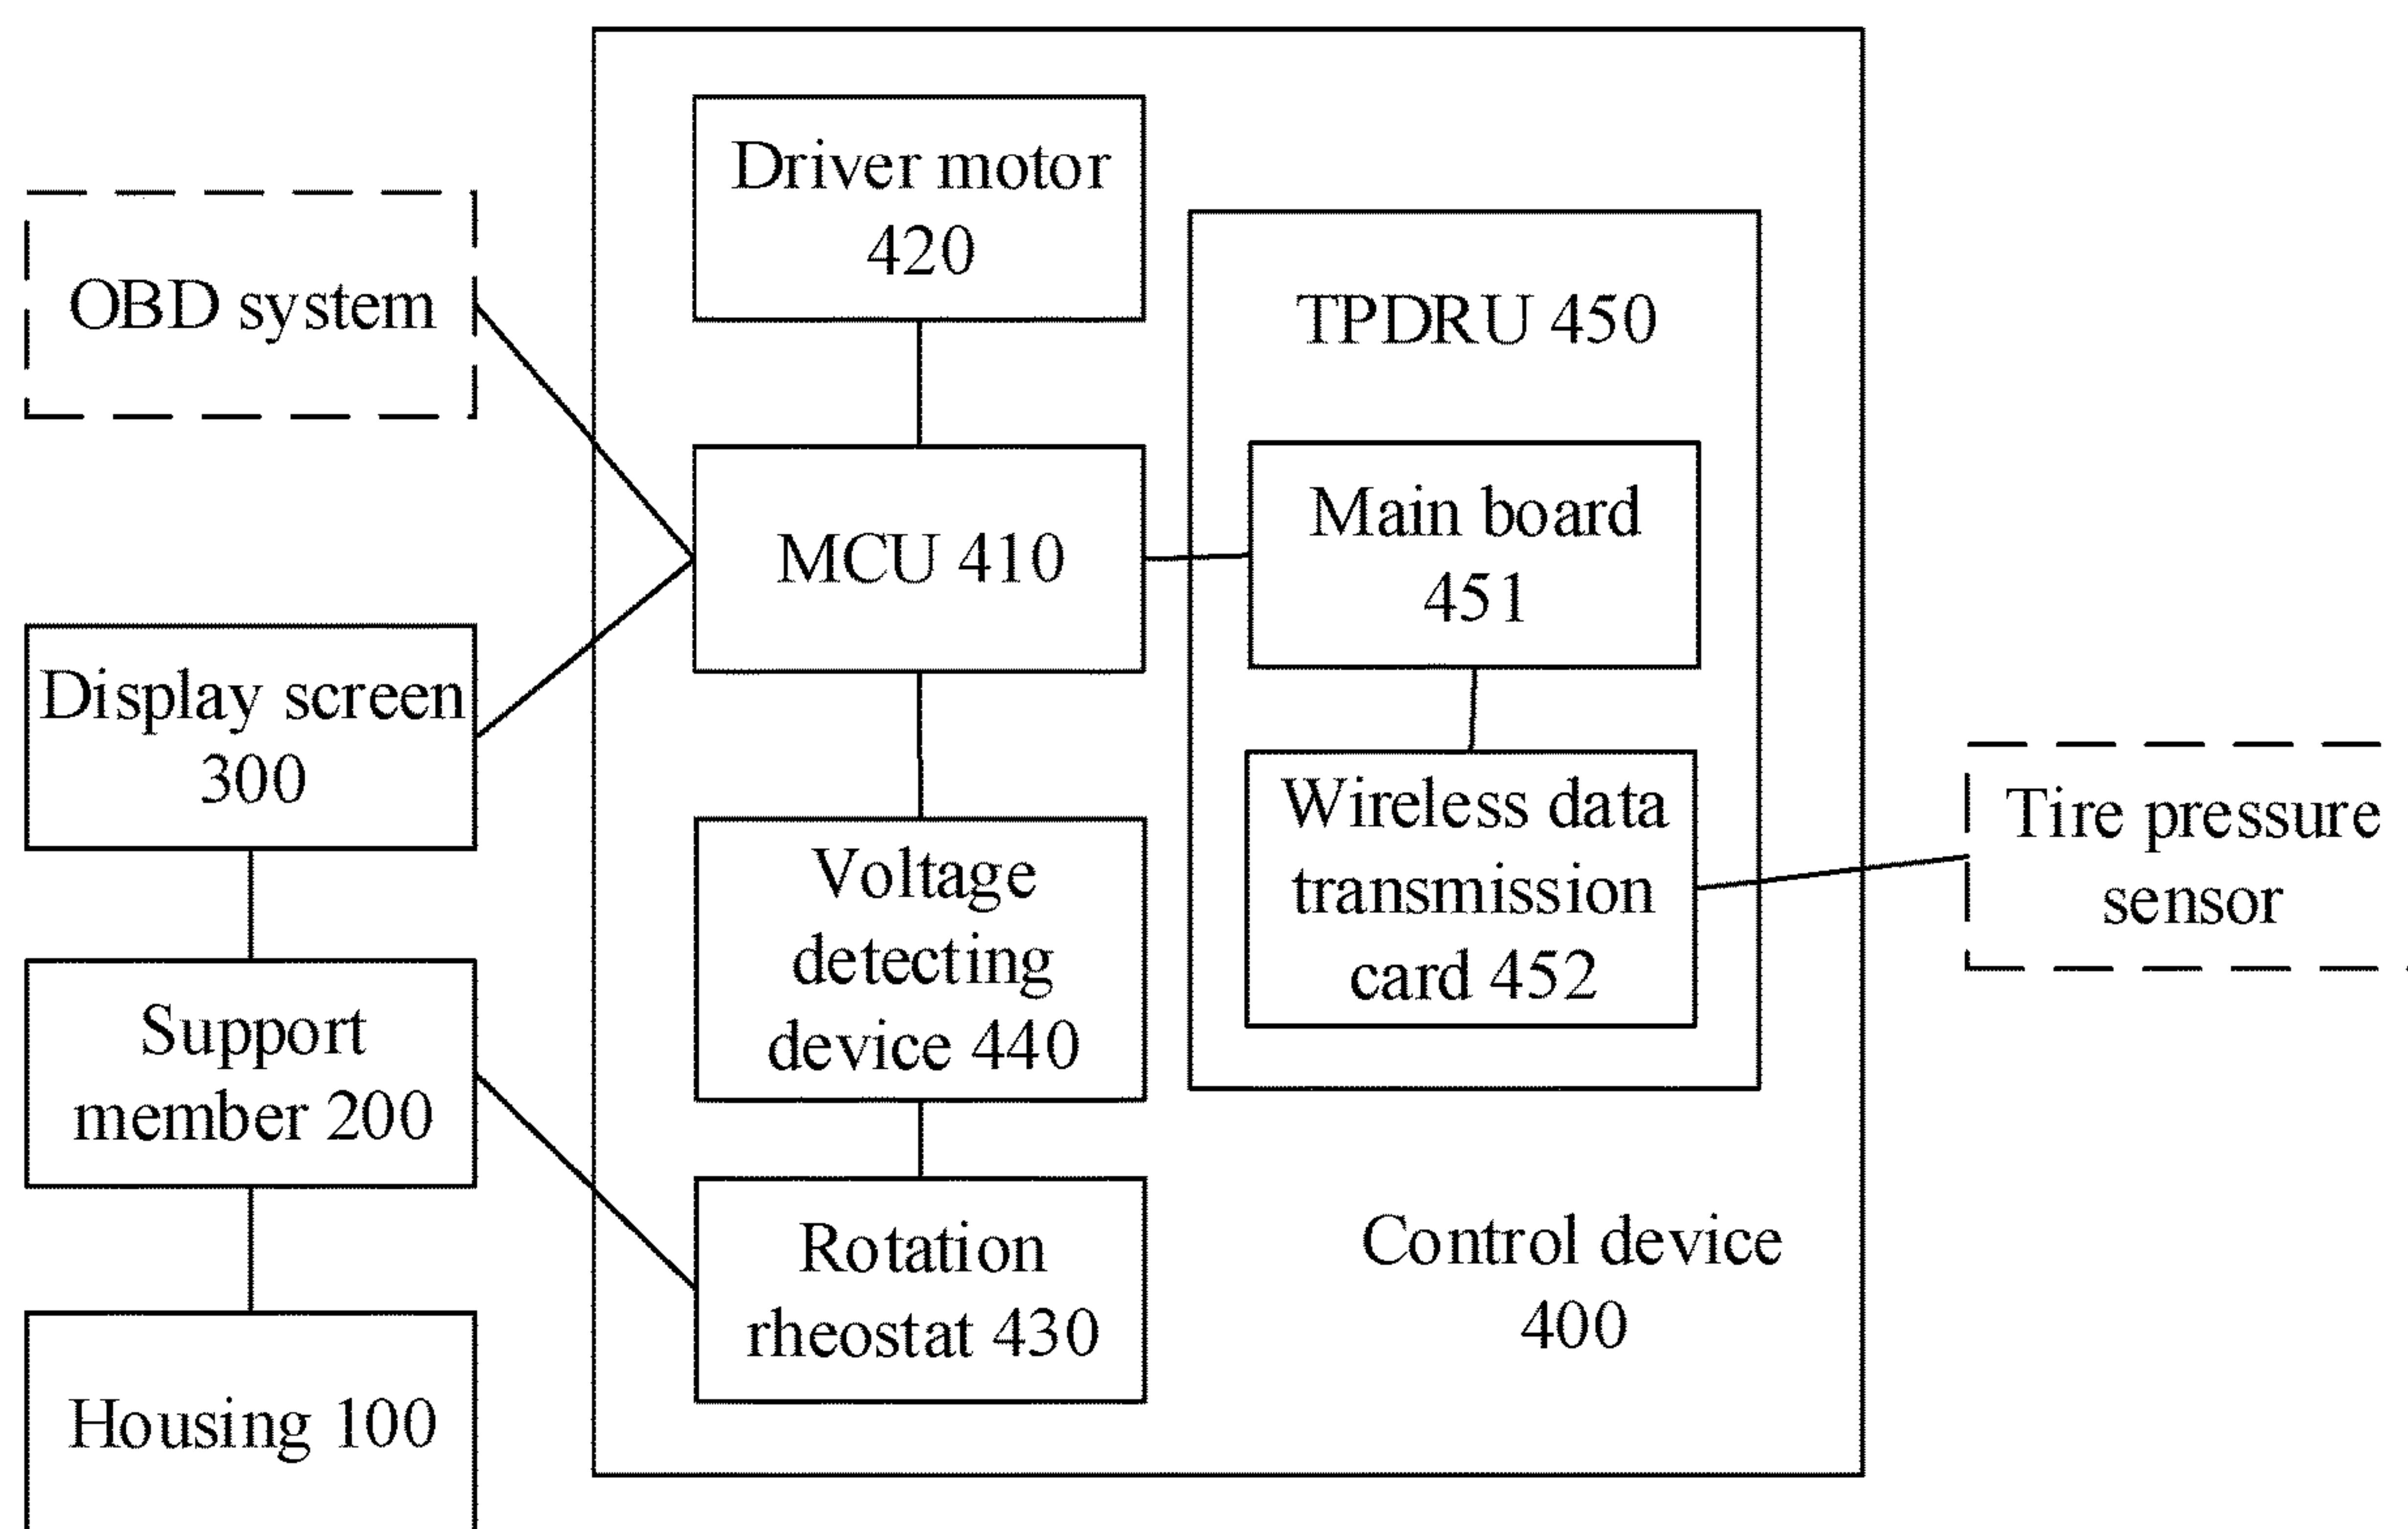 Driver motor
420
OBD system
TPDRU 450
MCU 410
Main board
451
Display screen
300
Wireless data
transmission
card 452
Tire pressure
sensor
Voltage
detecting
device 440
Support
member 200
Rotation
rheostat 430
Control device
400
Housing 100